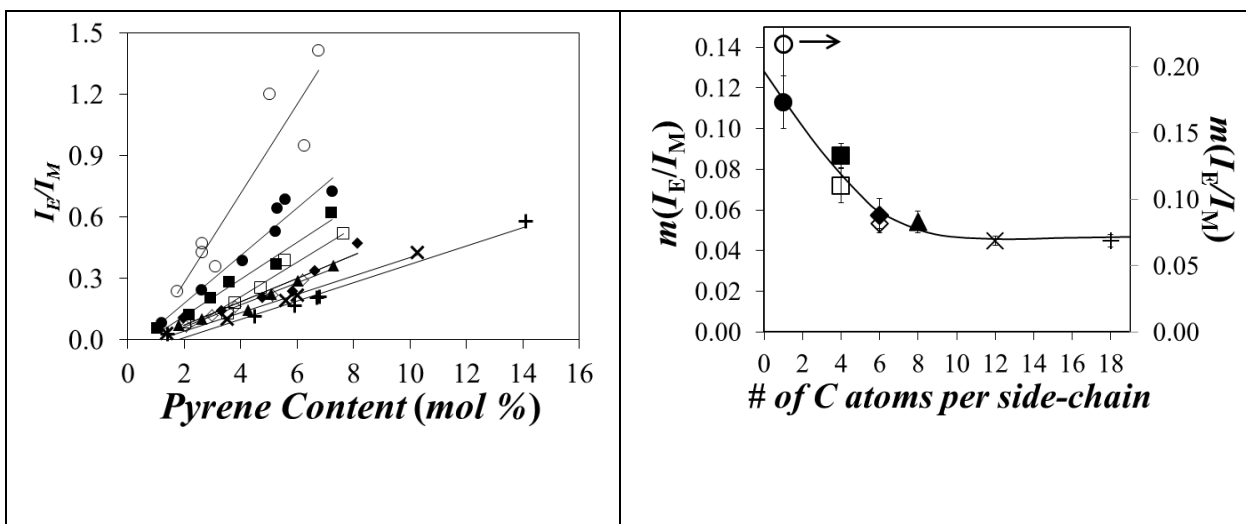 1.5
1.2
0.9
0.6
0.3
0.0
I_E/I_M
0 2 4 6 8 10 12 14 16
Pyrene Content (mol %)
0.14
0.12
0.10
0.08
0.06
0.04
0.02
0.00
m(I_E/I_M)
0 2 4 6 8 10 12 14 16 18
# of C atoms per side-chain
0.20
0.15
0.10
0.05
0.00
m(I_E/I_M)